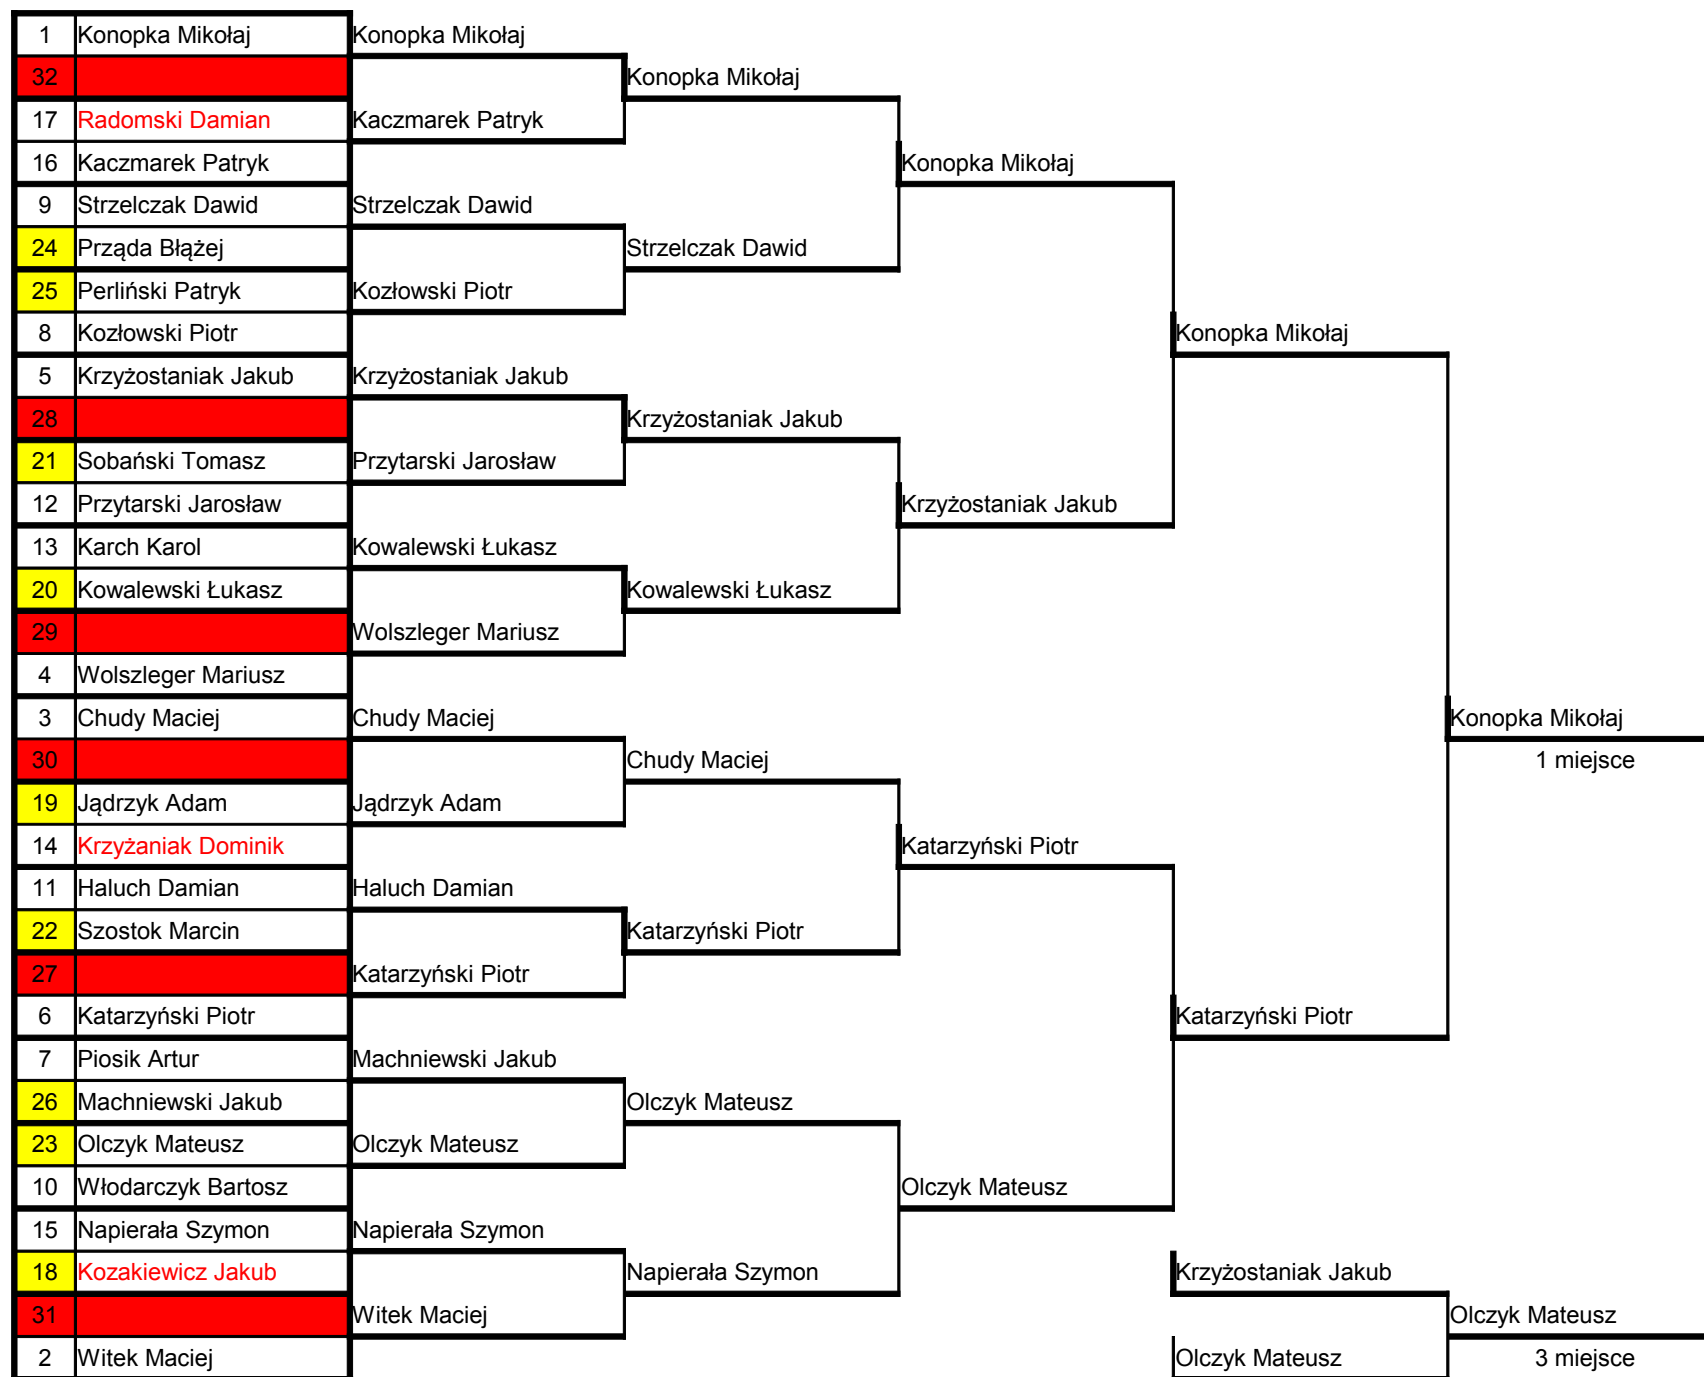 1 Konopka Mikołaj Konopka Mikołaj
32 Konopka Mikołaj
17 Radomski Damian Kaczmarek Patryk
16 Kaczmarek Patryk Konopka Mikołaj
9 Strzelczak Dawid Strzelczak Dawid
24 Prząda Błążej Strzelczak Dawid
25 Perliński Patryk Kozłowski Piotr
8 Kozłowski Piotr Konopka Mikołaj
5 Krzyżostaniak Jakub Krzyżostaniak Jakub
28 Krzyżostaniak Jakub
21 Sobański Tomasz Przytarski Jarosław
12 Przytarski Jarosław Krzyżostaniak Jakub
13 Karch Karol Kowalewski Łukasz
20 Kowalewski Łukasz Kowalewski Łukasz
29 Wolszleger Mariusz
4 Wolszleger Mariusz
3 Chudy Maciej Chudy Maciej Konopka Mikołaj
30 Chudy Maciej 1 miejsce
19 Jądrzyk Adam Jądrzyk Adam
14 Krzyżaniak Dominik Katarzyński Piotr
11 Haluch Damian Haluch Damian
22 Szostok Marcin Katarzyński Piotr
27 Katarzyński Piotr
6 Katarzyński Piotr Katarzyński Piotr
7 Piosik Artur Machniewski Jakub
26 Machniewski Jakub Olczyk Mateusz
23 Olczyk Mateusz Olczyk Mateusz
10 Włodarczyk Bartosz Olczyk Mateusz
15 Napierała Szymon Napierała Szymon
18 Kozakiewicz Jakub Napierała Szymon Krzyżostaniak Jakub
31 Witek Maciej Olczyk Mateusz
2 Witek Maciej Olczyk Mateusz 3 miejsce